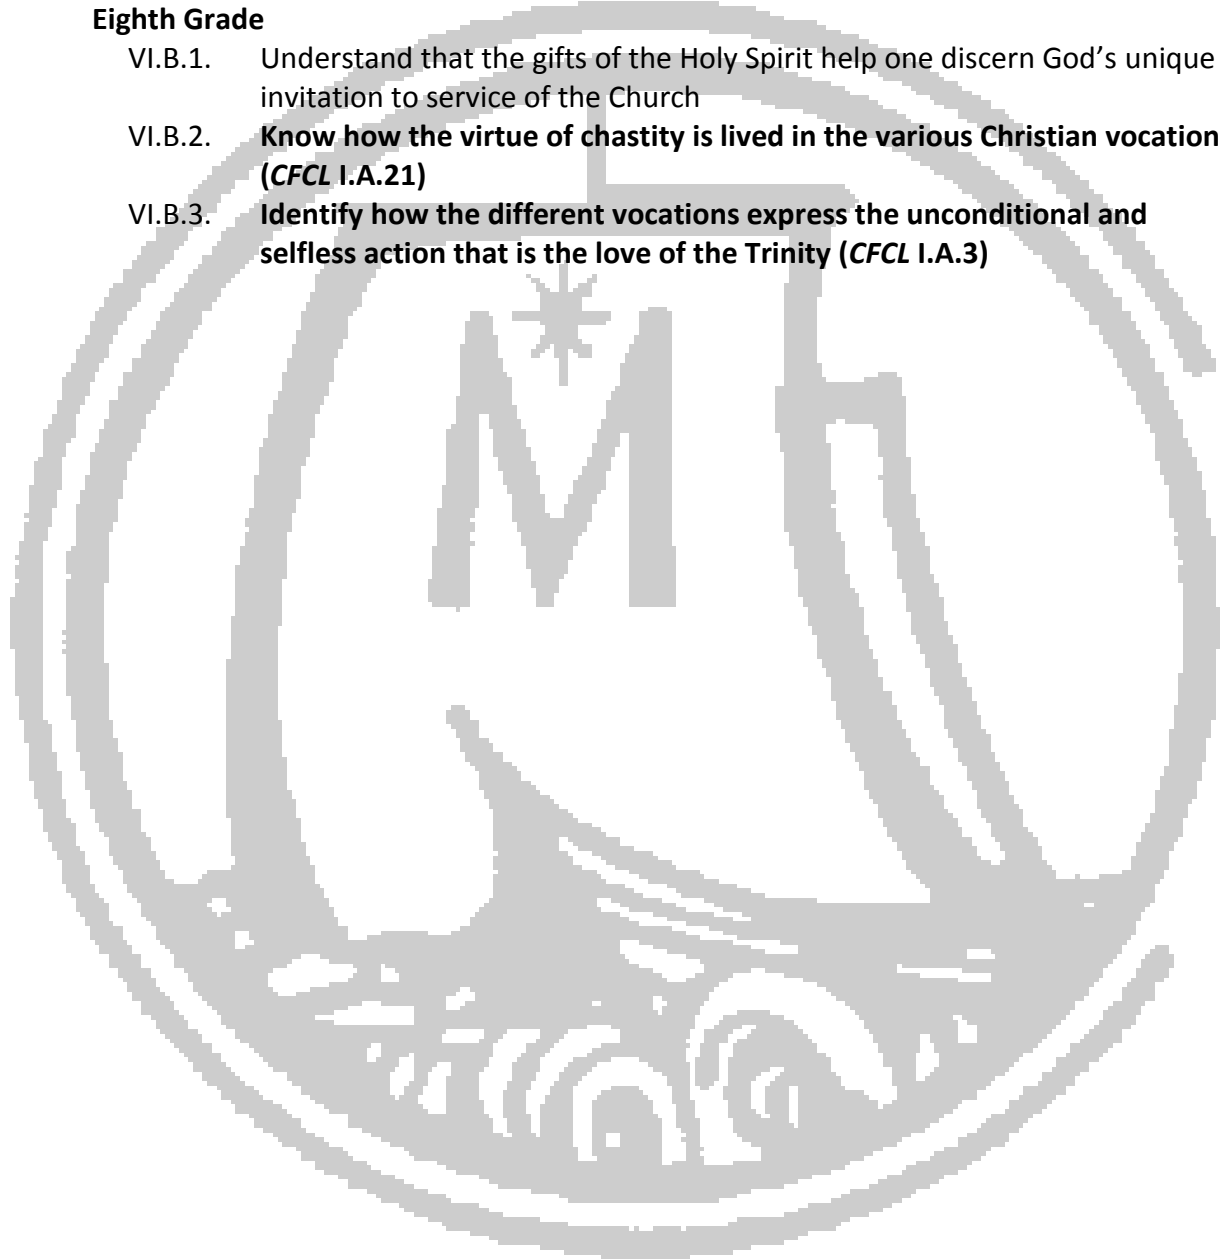 Eighth Grade
VI.B.1. Understand that the gifts of the Holy Spirit help one discern God’s unique
invitation to service of the Church
VI.B.2. Know how the virtue of chastity is lived in the various Christian vocation
(CFCL I.A.21)
VI.B.3. Identify how the different vocations express the unconditional and
selfless action that is the love of the Trinity (CFCL I.A.3)
M